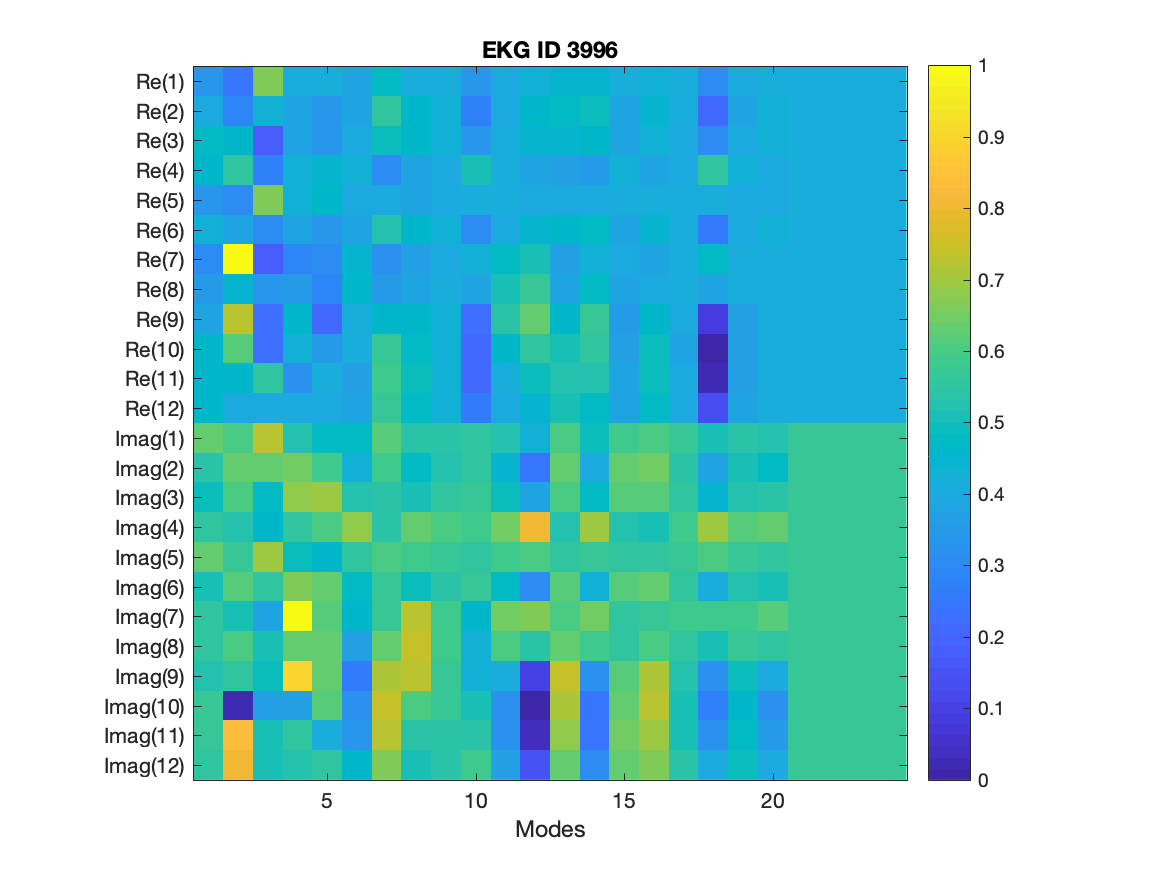 EKG ID 3996
Re(1)
Re(2)
Re(3)
Re(4)
Re(5)
Re(6)
Re(7)
Re(8)
Re(9)
Re(10)
Re(11)
Re(12)
Imag(1)
Imag(2)
Imag(3)
Imag(4)
Imag(5)
Imag(6)
Imag(7)
Imag(8)
Imag(9)
Imag(10)
Imag(11)
Imag(12)
5 10 15 20
Modes
1
0.9
0.8
0.7
0.6
0.5
0.4
0.3
0.2
0.1
0